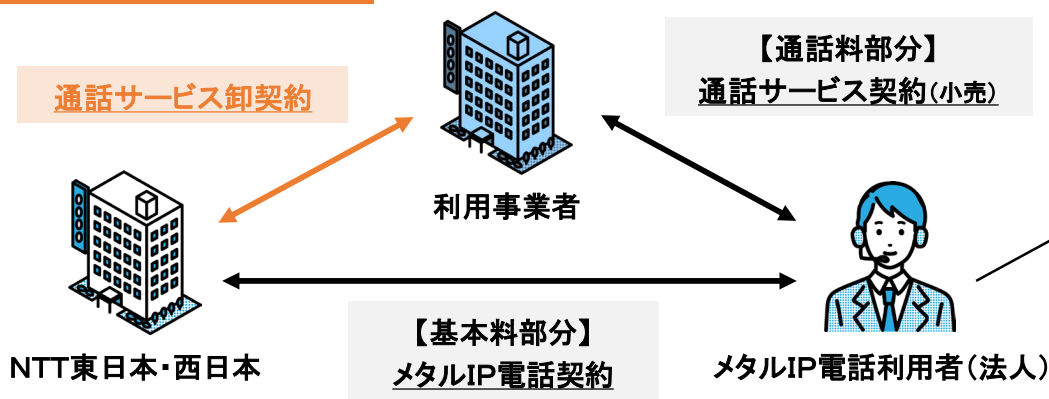 【通話料部分】
通話サービス契約(小売)
通話サービス卸契約
利用事業者
【基本料部分】
メタルIP電話契約
NTT東日本・西日本
メタルIP電話利用者(法人)